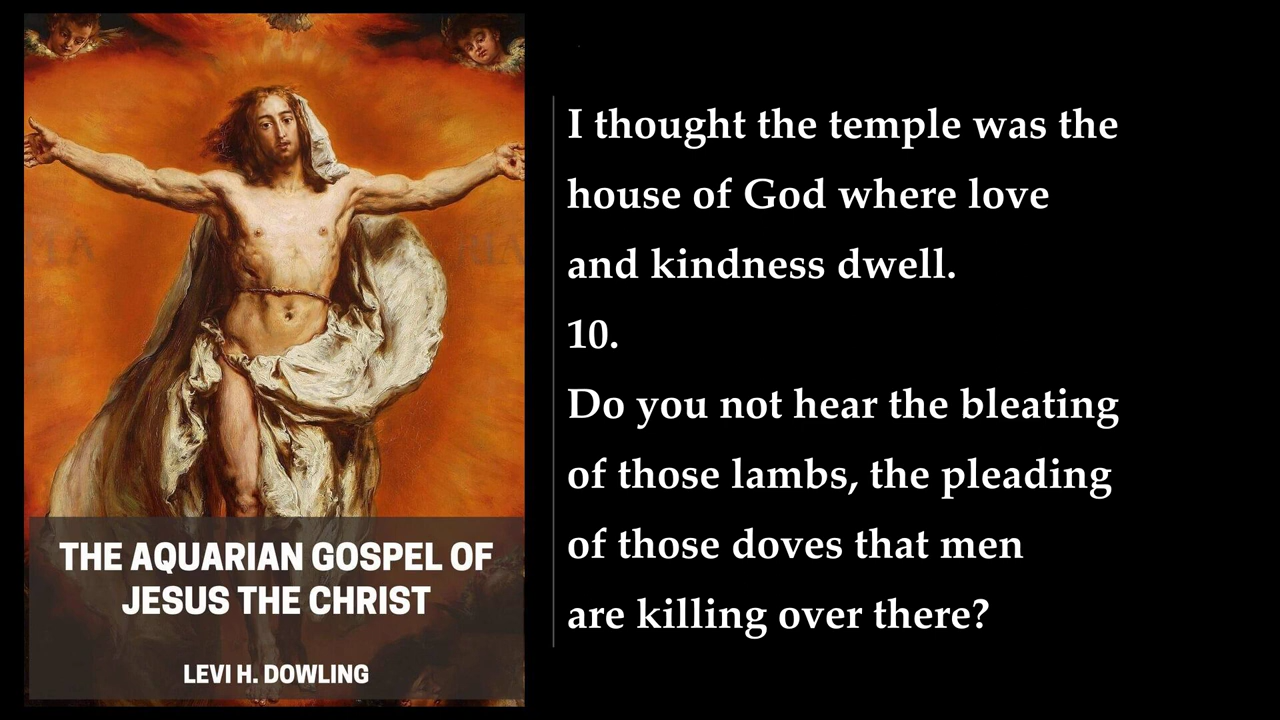 THE AQUARIAN GOSPEL OF
JESUS THE CHRIST
LEVI H. DOWLING
I thought the temple was the
house of God where love
and kindness dwell.
10.
Do you not hear the bleating
of those lambs, the pleading
of those doves that men
are killing over there?